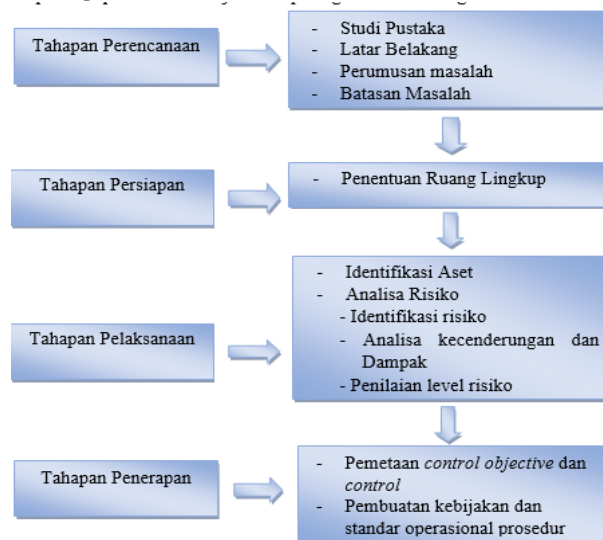 Tahapan Perencanaan
- Studi Pustaka
- Latar Belakang
- Perumusan masalah
- Batasan Masalah
Tahapan Persiapan
- Penentuan Ruang Lingkup
Tahapan Pelaksanaan
- Identifikasi Aset
- Analisa Risiko
- Identifikasi risiko
- Analisa kecenderungan dan
Dampak
- Penilaian level risiko
Tahapan Penerapan
- Pemetaan control objective dan
control
- Pembuatan kebijakan dan
standar operasional prosedur